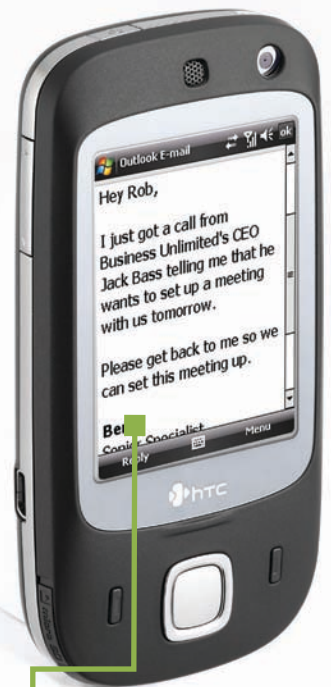 Outlook E-mail
ok
Hey Rob,
I just got a call from
Business Unlimited's CEO
Jack Bass telling me that he
wants to set up a meeting
with us tomorrow.
Please get back to me so we
can set this meeting up.
Senior Specialist
Reply Menu
hTC